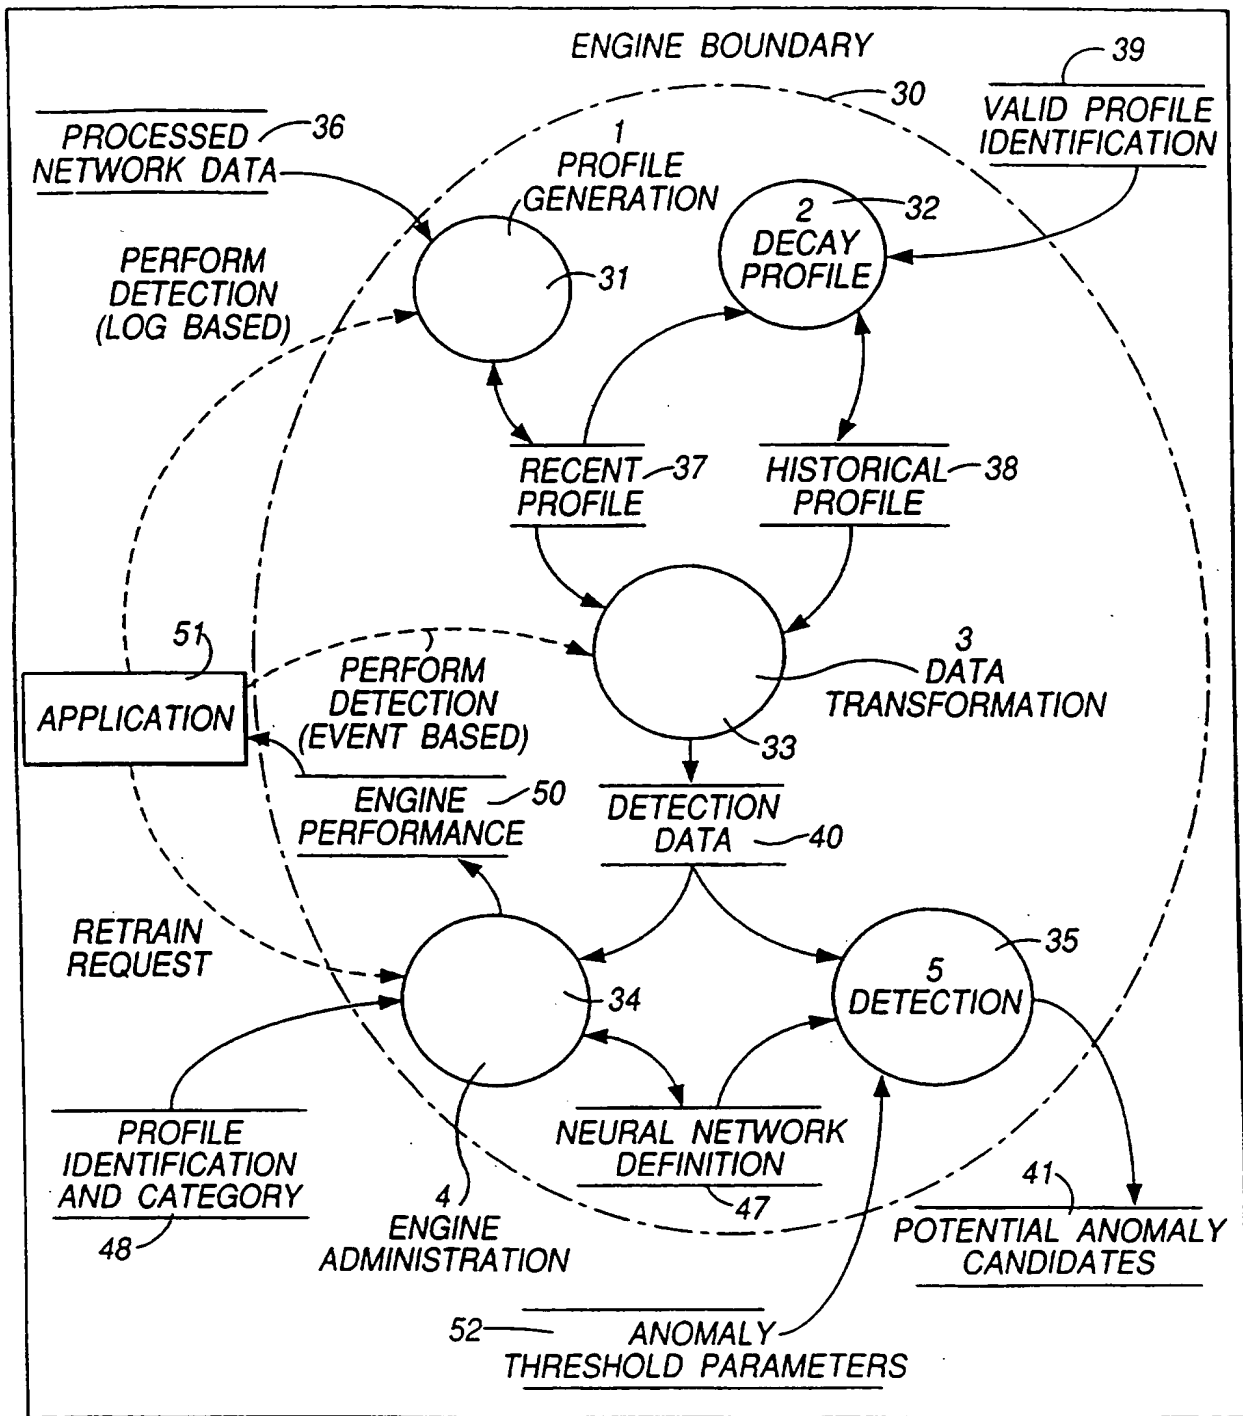 ENGINE BOUNDARY
39
30
VALID PROFILE
IDENTIFICATION
PROCESSED
NETWORK DATA
36
1
PROFILE
GENERATION
2
DECAY
PROFILE
32
31
PERFORM
DETECTION
(LOG BASED)
RECENT
PROFILE
37
HISTORICAL
PROFILE
38
51
APPLICATION
PERFORM
DETECTION
(EVENT BASED)
3
DATA
TRANSFORMATION
33
ENGINE
PERFORMANCE
50
DETECTION
DATA
40
RETRAIN
REQUEST
34
35
5
DETECTION
PROFILE
IDENTIFICATION
AND CATEGORY
48
4
ENGINE
ADMINISTRATION
NEURAL NETWORK
DEFINITION
47
41
POTENTIAL ANOMALY
CANDIDATES
52
ANOMALY
THRESHOLD PARAMETERS